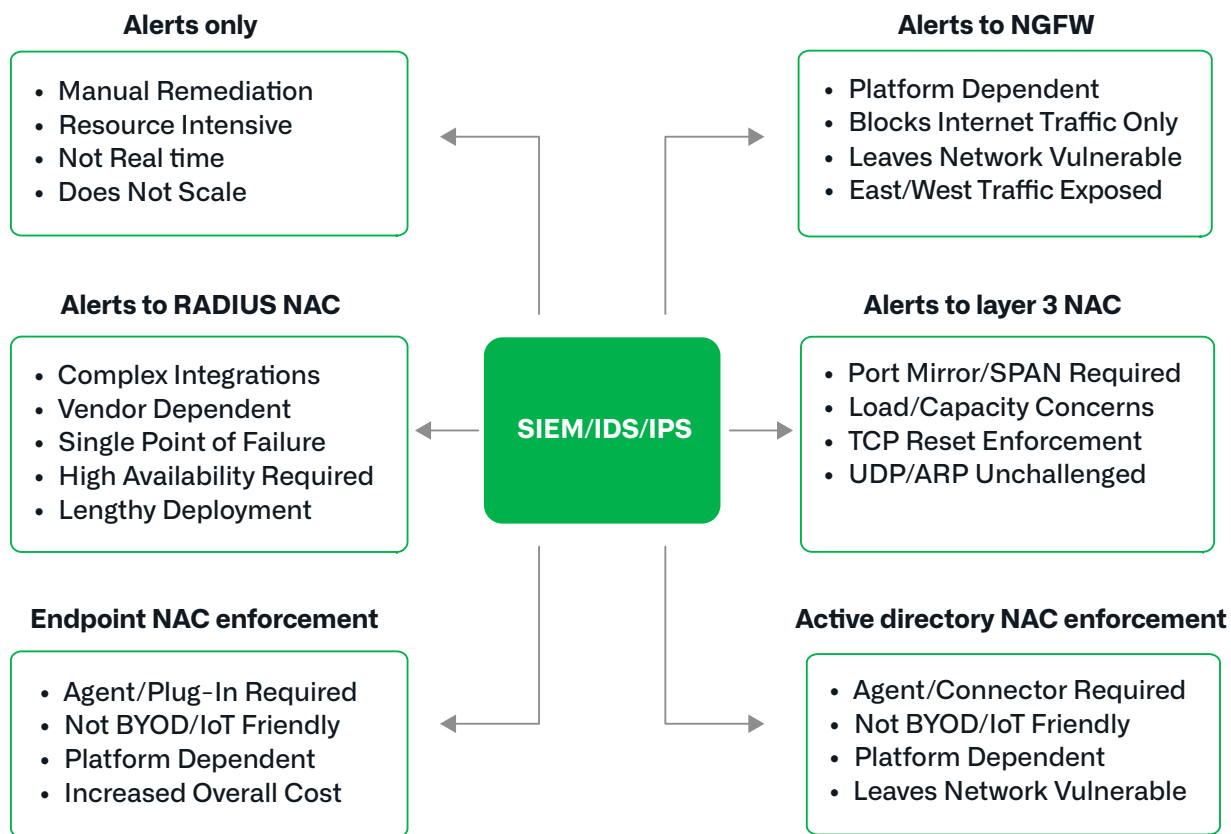 Alerts only
• Manual Remediation
• Resource Intensive
• Not Real time
• Does Not Scale
Alerts to NGFW
• Platform Dependent
• Blocks Internet Traffic Only
• Leaves Network Vulnerable
• East/West Traffic Exposed
Alerts to RADIUS NAC
• Complex Integrations
• Vendor Dependent
• Single Point of Failure
• High Availability Required
• Lengthy Deployment
SIEM/IDS/IPS
Alerts to layer 3 NAC
• Port Mirror/SPAN Required
• Load/Capacity Concerns
• TCP Reset Enforcement
• UDP/ARP Unchallenged
Endpoint NAC enforcement
• Agent/Plug-In Required
• Not BYOD/IoT Friendly
• Platform Dependent
• Increased Overall Cost
Active directory NAC enforcement
• Agent/Connector Required
• Not BYOD/IoT Friendly
• Platform Dependent
• Leaves Network Vulnerable